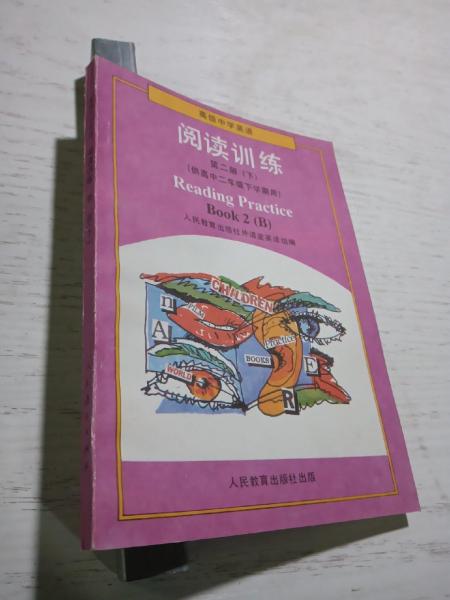 高级中学英语
阅读训练
第二册(下)
(供高中二年级下学期用)
Reading Practice
Book 2 (B)
人民教育出版社外语室英语组编
CHILDREN
n
FILM
A
WORLD
BOOKS
PRACTICE
F
R
人民教育出版社出版